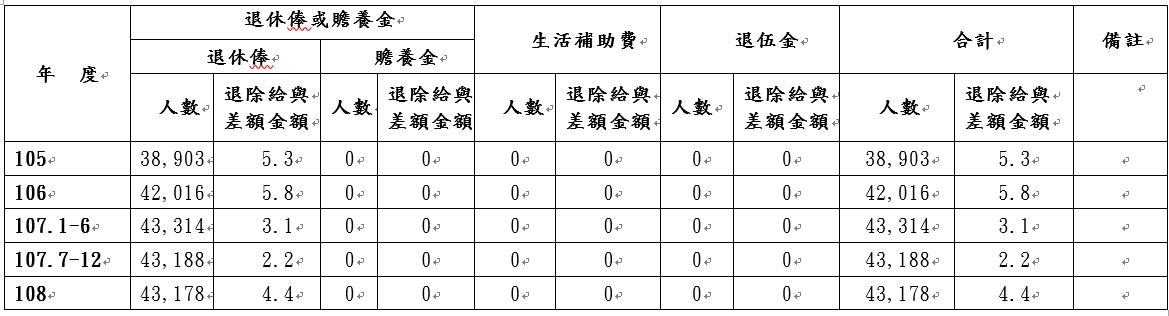 年 度 退休俸或贍養金 生活補助費 退伍金 合計 備註
退休俸 贍養金
人數 退除給與差額金額 人數 退除給與差額金額 人數 退除給與差額金額 人數 退除給與差額金額 人數 退除給與差額金額
105 38,903 5.3 0 0 0 0 0 0 38,903 5.3
106 42,016 5.8 0 0 0 0 0 0 42,016 5.8
107.1-6 43,314 3.1 0 0 0 0 0 0 43,314 3.1
107.7-12 43,188 2.2 0 0 0 0 0 0 43,188 2.2
108 43,178 4.4 0 0 0 0 0 0 43,178 4.4